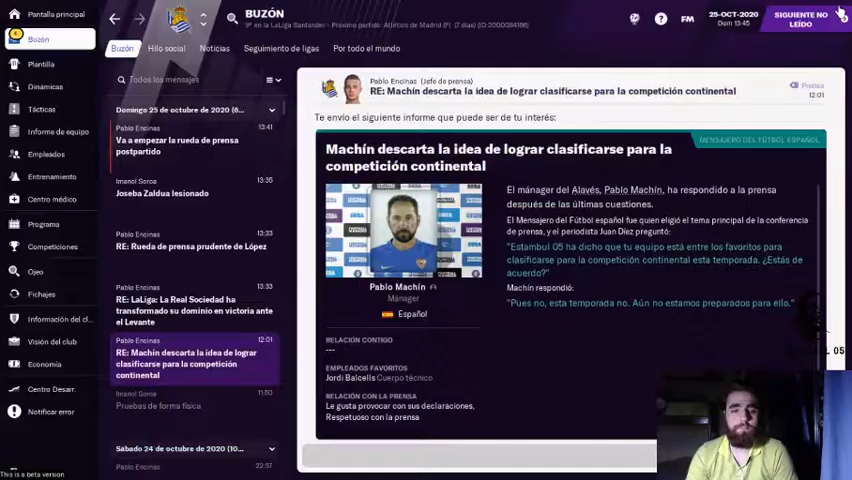 Pantalla principal
4
Buzón
Plantilla
Dinámicas
Tácticas
Informe de equipo
Empleados
Entrenamiento
Centro médico
Programa
Competiciones
Ojeo
Fichajes
Información del cl...
Visión del club
Economía
Centro Desarr.
Notificar error
This is a beta version
BUZÓN
9º en la LaLiga Santander - Próximo partido: Atlético de Madrid (F) (7 días) (ID:2000084166)
FM
25-OCT-2020
Dom 13:45
SIGUIENTE NO
LEÍDO
Buzón
Hilo social
Noticias
Seguimiento de ligas
Por todo el mundo
Todos los mensajes
Domingo 25 de octubre de 2020 (6...
Pablo Encinas
13:41
Va a empezar la rueda de prensa
postpartido
Imanol Soroa
13:35
Joseba Zaldua lesionado
Pablo Encinas
13:33
RE: Rueda de prensa prudente de López
Pablo Encinas
13:33
RE: LaLiga: La Real Sociedad ha
transformado su dominio en victoria ante
el Levante
Pablo Encinas
12:01
RE: Machín descarta la idea de lograr
clasificarse para la competición
continental
Imanol Soroa
11:50
Pruebas de forma física
Sábado 24 de octubre de 2020 (10...
Pablo Encinas
22:57
Pablo Encinas (Jefe de prensa)
RE: Machín descarta la idea de lograr clasificarse para la competición continental
Prensa
12:01
Te envío el siguiente informe que puede ser de tu interés:
MENSAJERO DEL FÚTBOL ESPAÑOL
Machín descarta la idea de lograr clasificarse para la
competición continental
Pablo Machín
Mánager
Español
RELACIÓN CONTIGO
---
EMPLEADOS FAVORITOS
Jordi Balcells Cuerpo técnico
RELACIÓN CON LA PRENSA
Le gusta provocar con sus declaraciones,
Respetuoso con la prensa
El mánager del Alavés, Pablo Machín, ha respondido a la prensa
después de las últimas cuestiones.
El Mensajero del Fútbol español fue quien eligió el tema principal de la conferencia
de prensa, y el periodista Juan Díez preguntó:
"Estambul 05 ha dicho que tu equipo está entre los favoritos para
clasificarse para la competición continental esta temporada. ¿Estás de
acuerdo?"
Machín respondió:
"Pues no, esta temporada no. Aún no estamos preparados para ello."
L 05